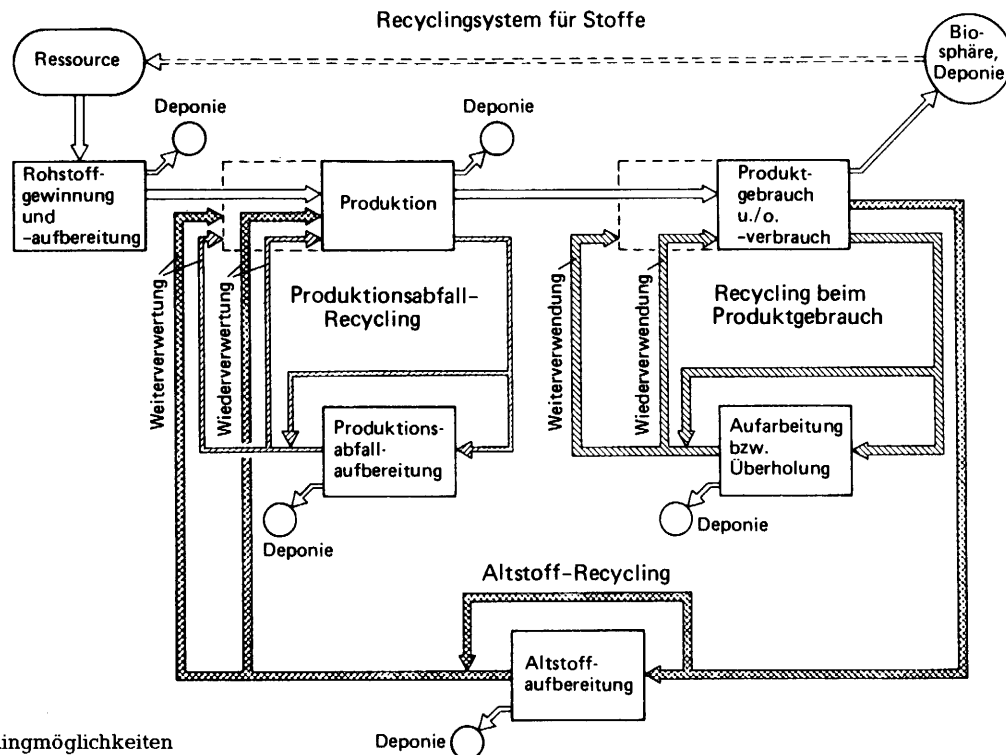 Recyclingsystem für Stoffe
Ressource
Bio-
sphäre,
Deponie
Deponie
Deponie
Rohstoff-
gewinnung
und
-aufbereitung
Produktion
Produkt-
gebrauch
u./o.
-verbrauch
Weiterverwertung
Wiederverwertung
Produktionsabfall-
Recycling
Weiterverwendung
Wiederverwendung
Recycling beim
Produktgebrauch
Produktions-
abfall-
aufbereitung
Aufarbeitung
bzw.
Überholung
Deponie
Deponie
Altstoff-Recycling
Altstoff-
aufbereitung
Deponie
lingmöglichkeiten